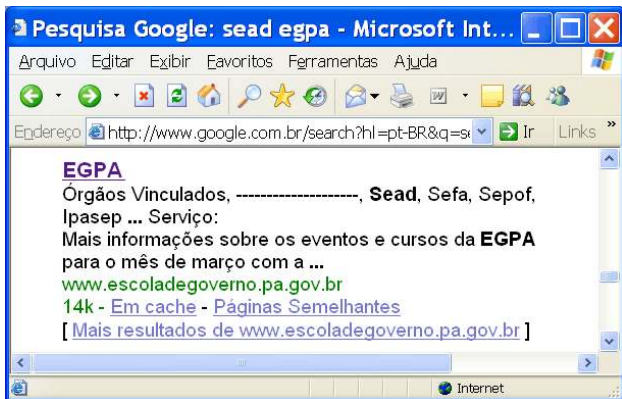 Pesquisa Google: sead egpa - Microsoft Int...
Arquivo Editar Exibir Favoritos Ferramentas Ajuda
Endereço http://www.google.com.br/search?hl=pt-BR&q=s Ir Links »
EGPA
Órgãos Vinculados, --------------------, Sead, Sefa, Sepof,
Ipasep ... Serviço:
Mais informações sobre os eventos e cursos da EGPA
para o mês de março com a ...
www.escoladegoverno.pa.gov.br
14k - Em cache - Páginas Semelhantes
[ Mais resultados de www.escoladegoverno.pa.gov.br ]
Internet